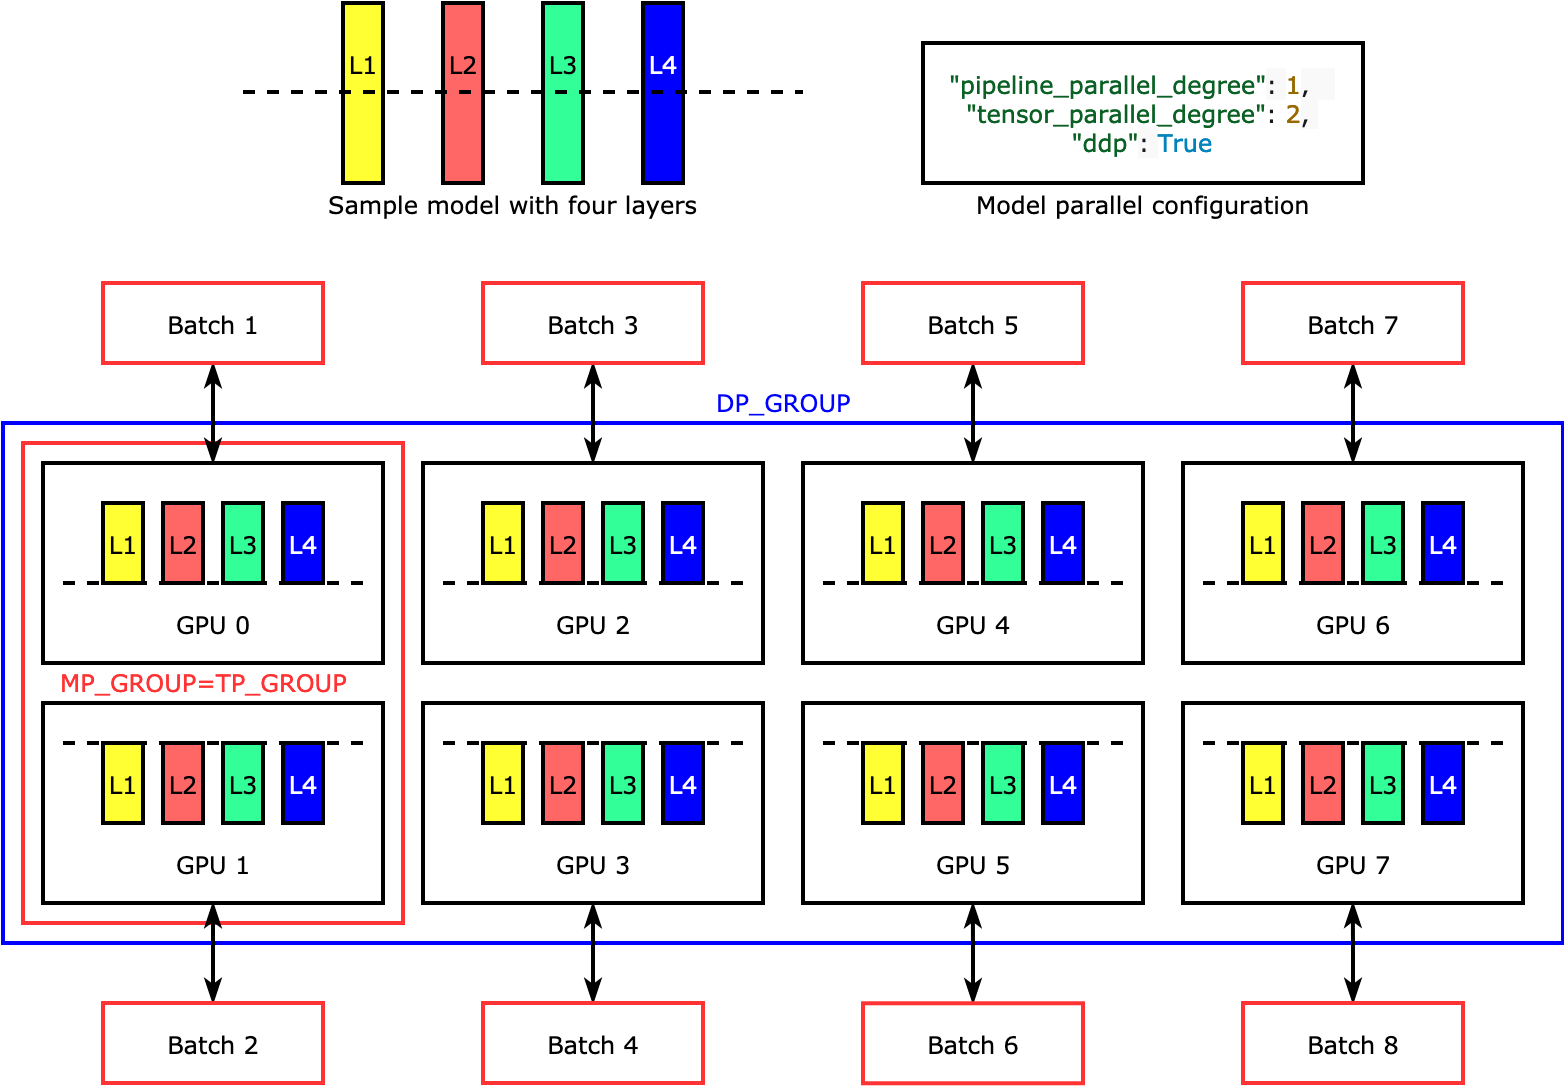 L1 L2 L3 L4
"pipeline_parallel_degree": 1,
"tensor_parallel_degree": 2,
"ddp": True
Sample model with four layers
Model parallel configuration
Batch 1
Batch 3
Batch 5
Batch 7
DP_GROUP
L1 L2 L3 L4
GPU 0
L1 L2 L3 L4
GPU 2
L1 L2 L3 L4
GPU 4
L1 L2 L3 L4
GPU 6
MP_GROUP=TP_GROUP
L1 L2 L3 L4
GPU 1
L1 L2 L3 L4
GPU 3
L1 L2 L3 L4
GPU 5
L1 L2 L3 L4
GPU 7
Batch 2
Batch 4
Batch 6
Batch 8